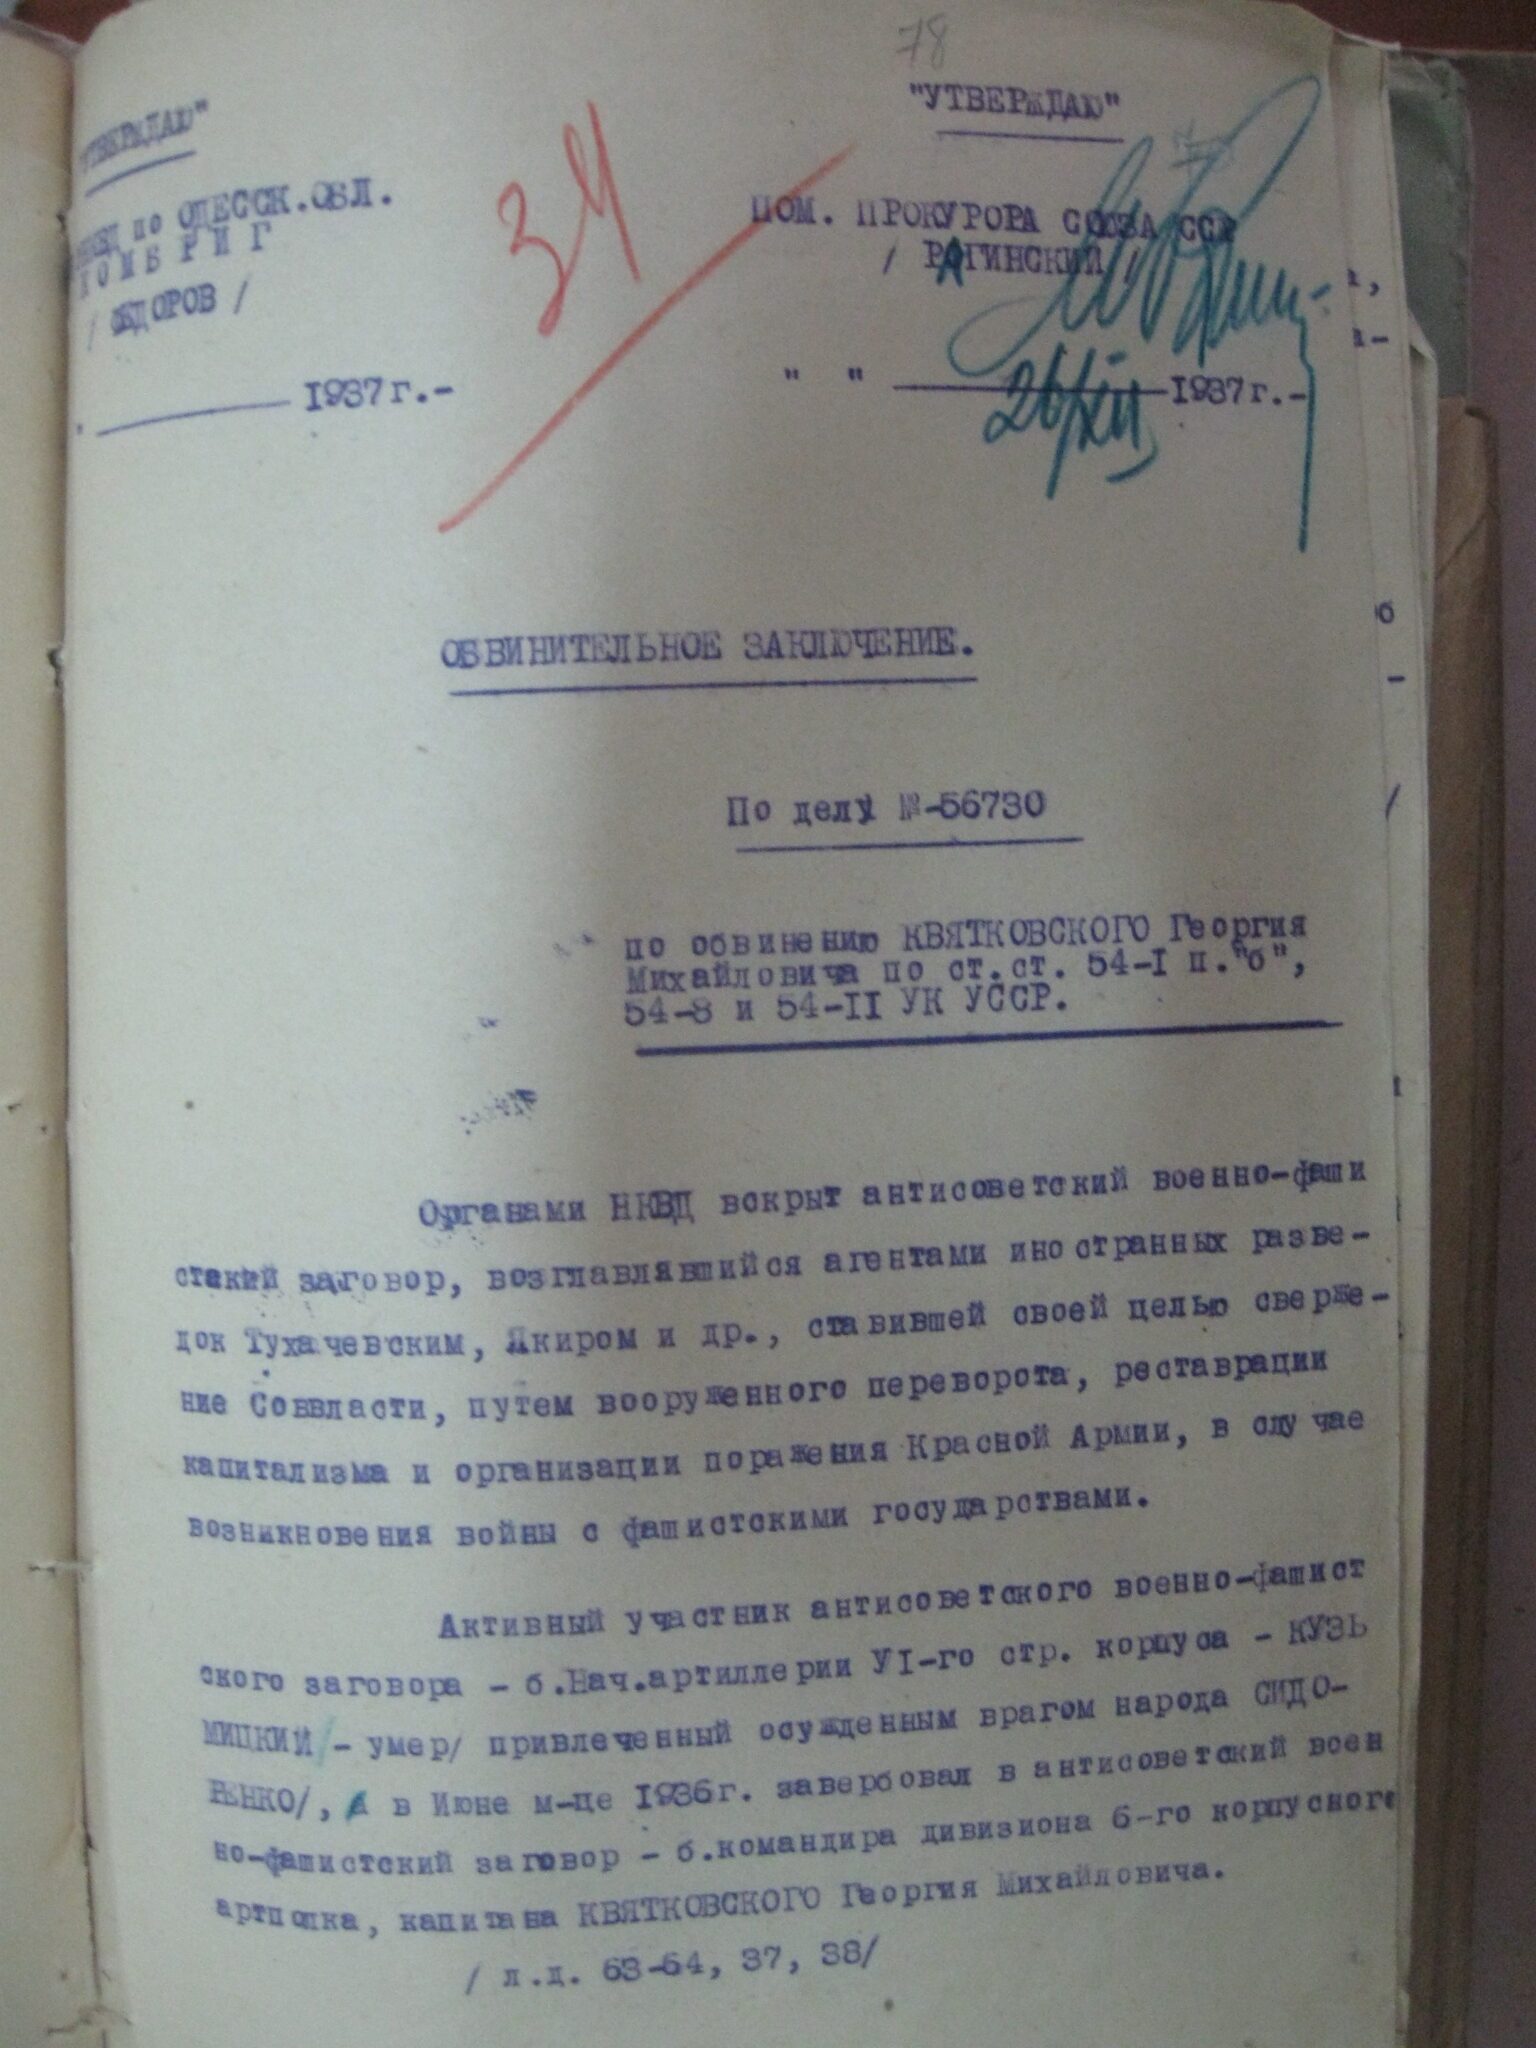 78
"УТВЕРЖДАЮ"
"УТВЕРЖДАЮ"
по ОДЕССК.ОБЛ.
КОМБРИГ
/ ФЕДОРОВ /
1937г.-
34
ПОМ. ПРОКУРОРА СОЮЗА ССР
/ РАГИНСКИЙ /
" " 1937г.-
26/XII
ОБВИНИТЕЛЬНОЕ ЗАКЛЮЧЕНИЕ.
По делу №-56730
по обвинению КВЯТКОВСКОГО Георгия
Михайловича по ст.ст. 54-I п."б",
54-8 и 54-II УК УССР.
Органами НКВД вскрыт антисоветский военно-фаши
стский заговор, возглавлявшийся агентами иностранных разве-
док Тухачевским, Якиром и др., ставившей своей целью сверже-
ние Соввласти, путем вооруженного переворота, реставрации
капитализма и организации поражения Красной Армии, в случае
возникновения войны с фашистскими государствами.
Активный участник антисоветского военно-фашист
ского заговора - б.Нач.артиллерии УI-го стр. корпуса - КУЗЬ
МИЦКИЙ/- умер/ привлеченный осужденным врагом народа СИДО-
РЕНКО/, в Июне м-це 1936г. завербовал в антисоветский воен
но-фашистский заговор - б.командира дивизиона 6-го корпусного
артполка, капитана КВЯТКОВСКОГО Георгия Михайловича.
/ л.д. 63-64, 37, 38/